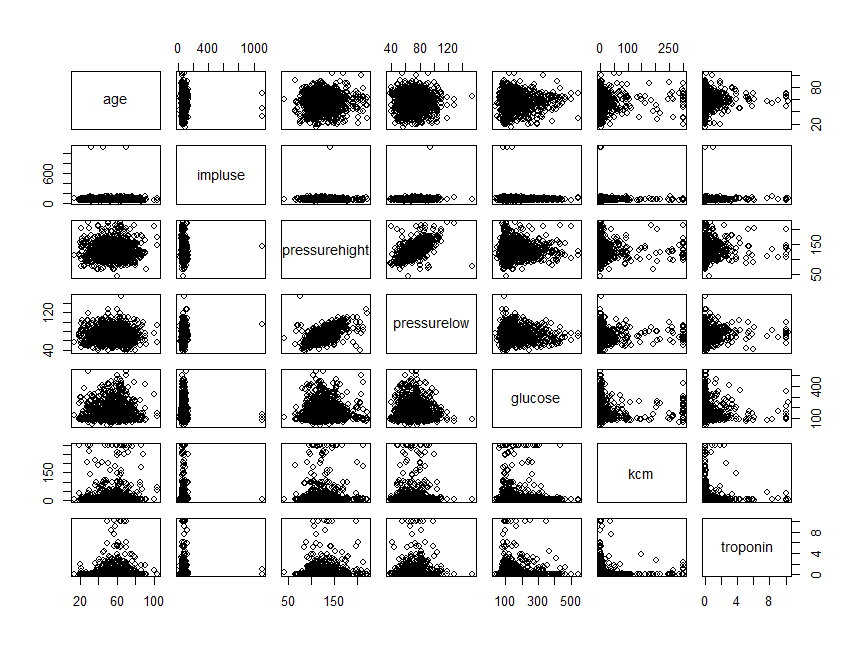 0 400 1000
40 80 120
0 100 300
age
20 80
impluse
0 600
pressurehight
50 150
pressurelow
40 120
glucose
100 400
kcm
0 150
troponin
0 4 8
20 60 100
50 150
100 300 500
0 4 8